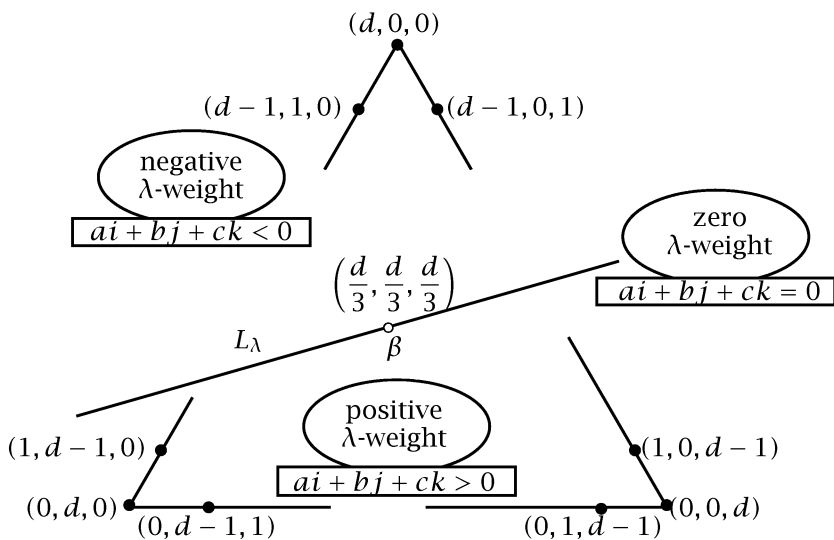 (d,0,0)
(d−1,1,0)
(d−1,0,1)
negative
λ-weight
ai+bj+ck<0
zero
λ-weight
ai+bj+ck=0
(d/3, d/3, d/3)
L_λ
β
positive
λ-weight
ai+bj+ck>0
(1,d−1,0)
(1,0,d−1)
(0,d,0)
(0,0,d)
(0,d−1,1)
(0,1,d−1)